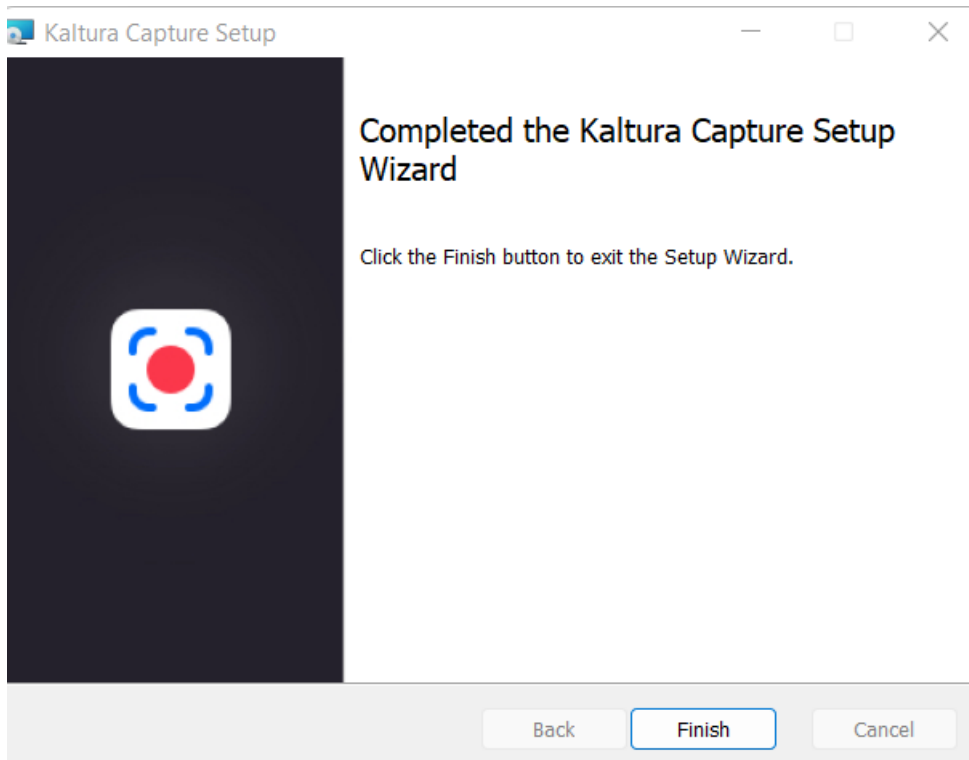 Kaltura Capture Setup
Completed the Kaltura Capture Setup
Wizard
Click the Finish button to exit the Setup Wizard.
Back
Finish
Cancel